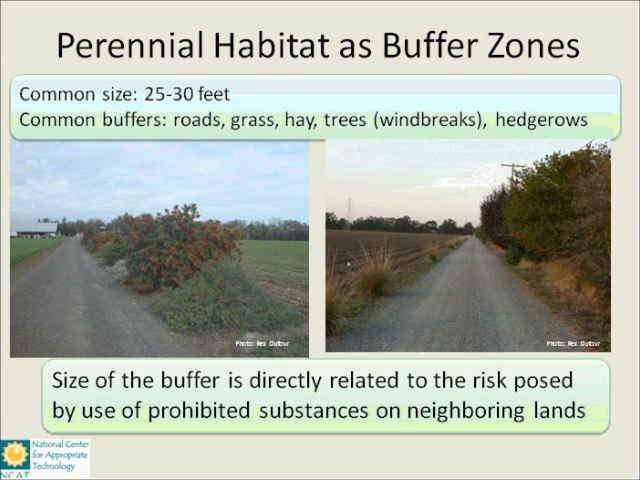 Perennial Habitat as Buffer Zones
Common size: 25-30 feet
Common buffers: roads, grass, hay, trees (windbreaks), hedgerows
Photo: Rex Dufour
Photo: Rex Dufour
Size of the buffer is directly related to the risk posed
by use of prohibited substances on neighboring lands
National Center
for Appropriate
Technology
NCAT